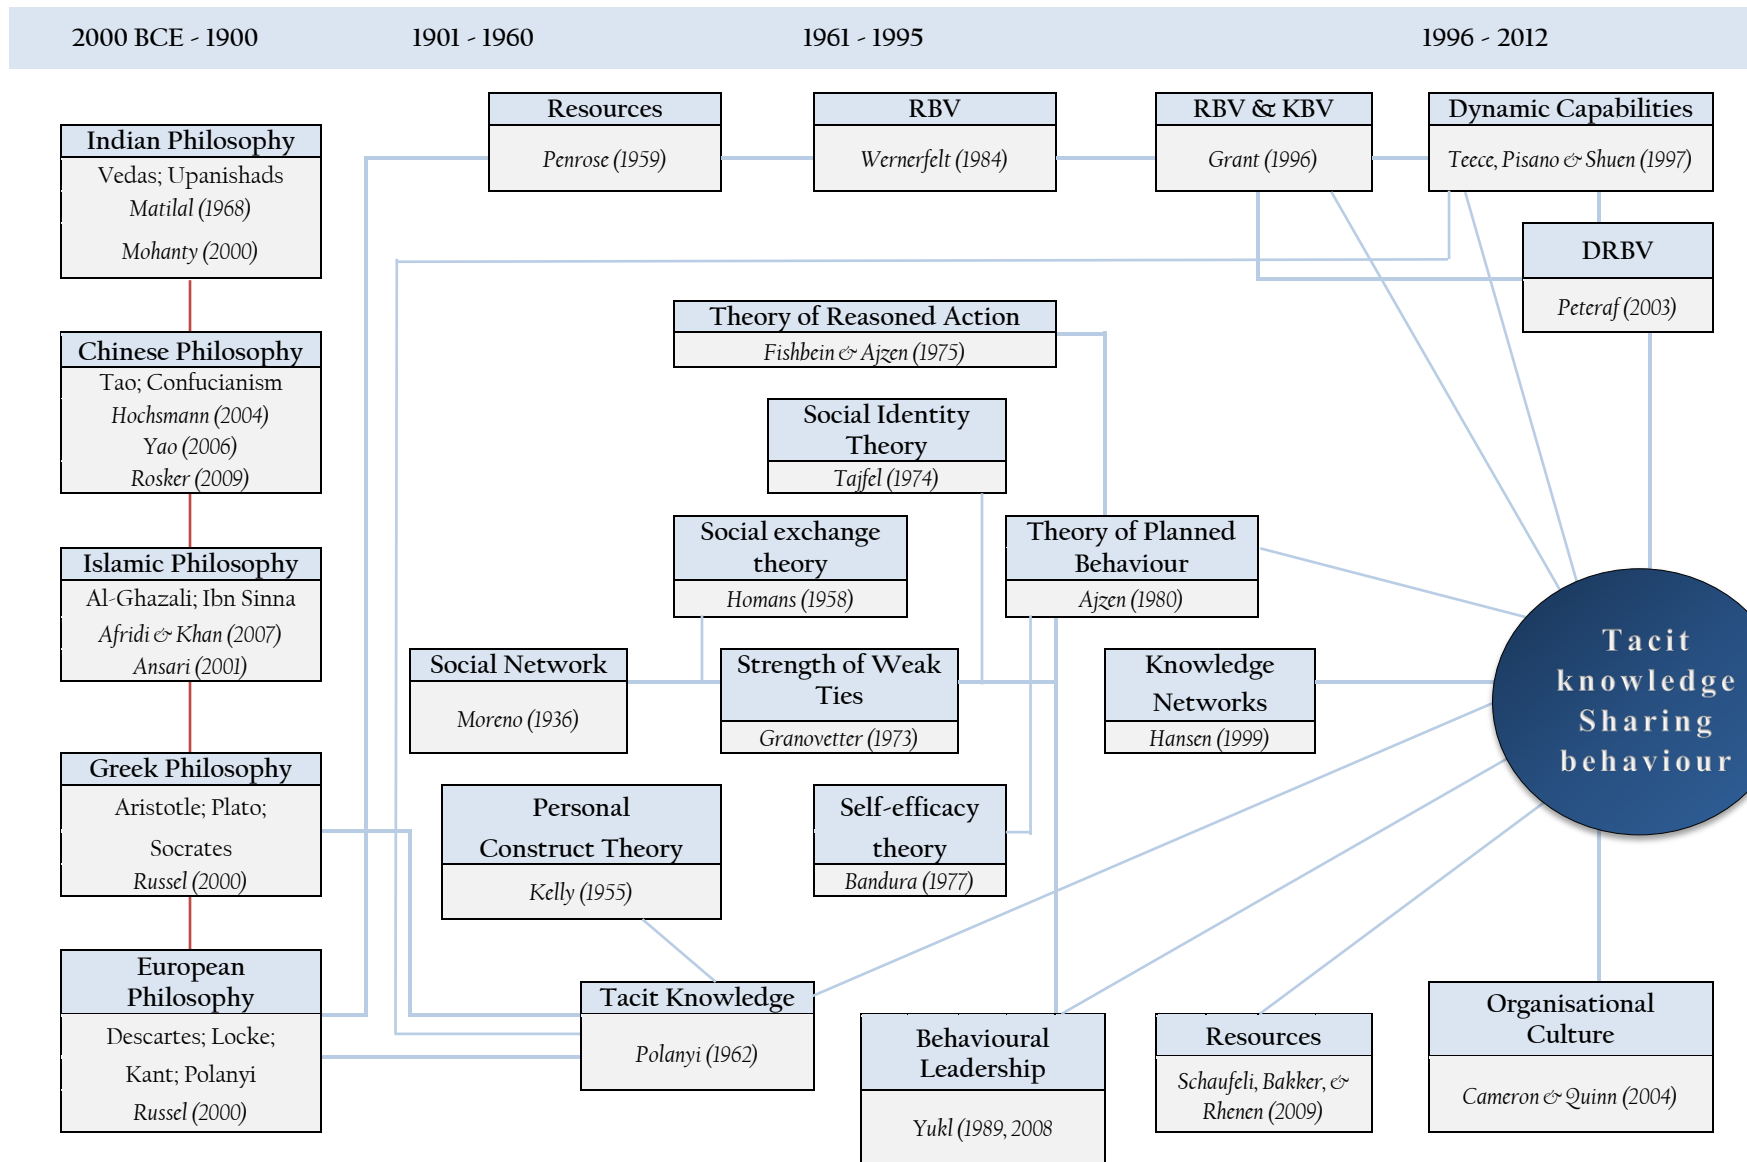 2000 BCE - 1900
1901 - 1960
1961 - 1995
1996 - 2012
Indian Philosophy
Vedas; Upanishads
Matilal (1968)
Mohanty (2000)
Chinese Philosophy
Tao; Confucianism
Hochsmann (2004)
Yao (2006)
Rosker (2009)
Islamic Philosophy
Al-Ghazali; Ibn Sinna
Afridi & Khan (2007)
Ansari (2001)
Greek Philosophy
Aristotle; Plato;
Socrates
Russel (2000)
European
Philosophy
Descartes; Locke;
Kant; Polanyi
Russel (2000)
Resources
Penrose (1959)
RBV
Wernerfelt (1984)
RBV & KBV
Grant (1996)
Dynamic Capabilities
Teece, Pisano & Shuen (1997)
DRBV
Peteraf (2003)
Theory of Reasoned Action
Fishbein & Ajzen (1975)
Social Identity
Theory
Tajfel (1974)
Social exchange
theory
Homans (1958)
Theory of Planned
Behaviour
Ajzen (1980)
Social Network
Moreno (1936)
Strength of Weak
Ties
Granovetter (1973)
Knowledge
Networks
Hansen (1999)
Tacit
knowledge
Sharing
behaviour
Personal
Construct Theory
Kelly (1955)
Self-efficacy
theory
Bandura (1977)
Tacit Knowledge
Polanyi (1962)
Behavioural
Leadership
Yukl (1989, 2008
Resources
Schaufeli, Bakker, &
Rhenen (2009)
Organisational
Culture
Cameron & Quinn (2004)